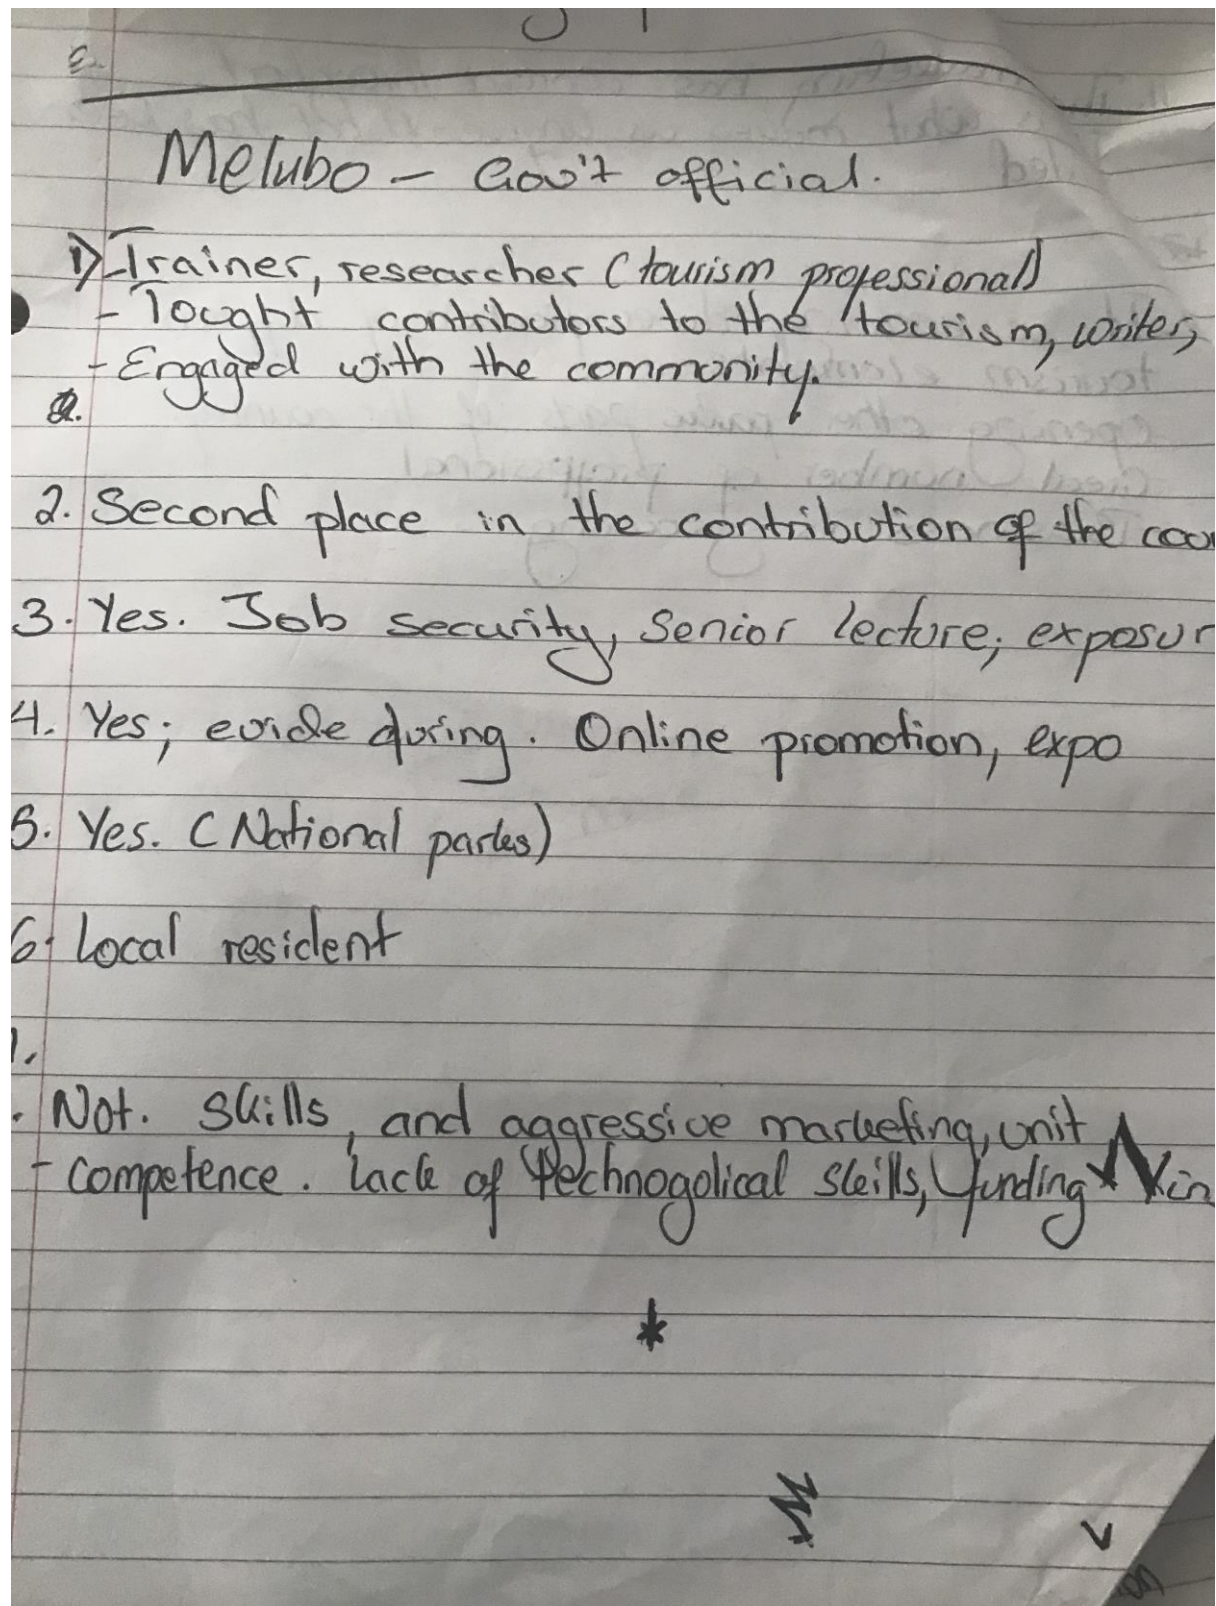 Melubo - Gov't official.
1) - Trainer, researcher (tourism professional)
- Tought contributors to the tourism, writer,
- Engaged with the commonity.
2. Second place in the contribution of the cou
3. Yes. Job security, Senior lecture, exposur
4. Yes; evide during. Online promotion, expo
5. Yes. (National parks)
6. Local resident
. Not. Skills, and aggressive marketing, unit
- competence. lack of technogolical skills, funding in